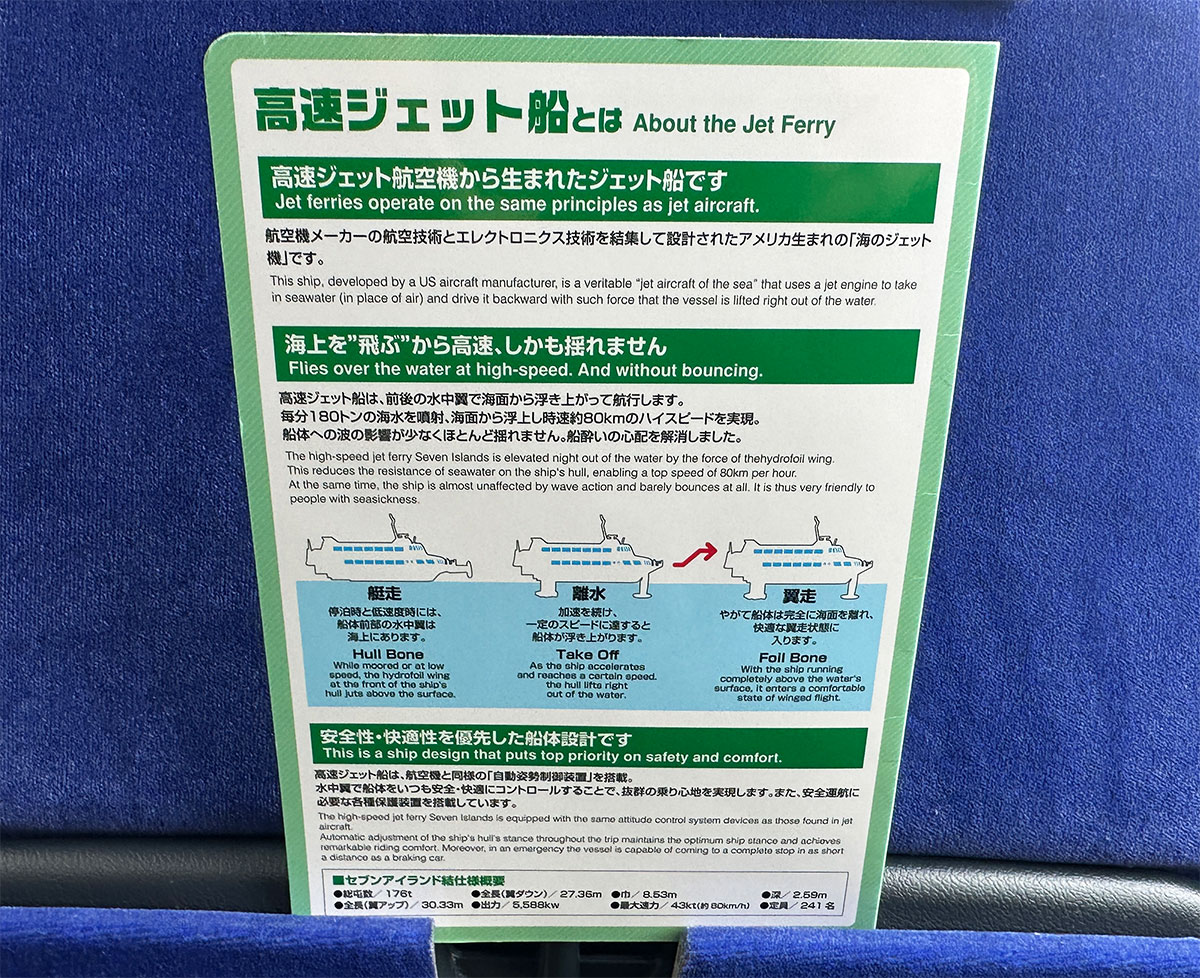 高速ジェット船とは About the Jet Ferry
高速ジェット航空機から生まれたジェット船です
Jet ferries operate on the same principles as jet aircraft.
航空機メーカーの航空技術とエレクトロニクス技術を結集して設計されたアメリカ生まれの「海のジェット
機」です。
This ship, developed by a US aircraft manufacturer, is a veritable “jet aircraft of the sea” that uses a jet engine to take
in seawater (in place of air) and drive it backward with such force that the vessel is lifted right out of the water.
海上を”飛ぶ”から高速、しかも揺れません
Flies over the water at high-speed. And without bouncing.
高速ジェット船は、前後の水中翼で海面から浮き上がって航行します。
毎分180トンの海水を噴射、海面から浮上し時速約80kmのハイスピードを実現。
船体への波の影響が少なくほとんど揺れません。船酔いの心配を解消しました。
The high-speed jet ferry Seven Islands is elevated night out of the water by the force of thehydrofoil wing.
This reduces the resistance of seawater on the ship's hull, enabling a top speed of 80km per hour.
At the same time, the ship is almost unaffected by wave action and barely bounces at all. It is thus very friendly to
people with seasickness.
艇走
停泊時と低速度時には、
船体前部の水中翼は
海上にあります。
Hull Bone
While moored or at low
speed, the hydrofoil wing
at the front of the ship's
hull juts above the surface.
離水
加速を続け、
一定のスピードに達すると
船体が浮き上がります。
Take Off
As the ship accelerates
and reaches a certain speed.
the hull lifts right
out of the water.
翼走
やがて船体は完全に海面を離れ、
快適な翼走状態に
入ります。
Foil Bone
With the ship running
completely above the water's
surface, it enters a comfortable
state of winged flight.
安全性・快適性を優先した船体設計です
This is a ship design that puts top priority on safety and comfort.
高速ジェット船は、航空機と同様の「自動姿勢制御装置」を搭載。
水中翼で船体をいつも安全・快適にコントロールすることで、抜群の乗り心地を実現します。また、安全運航に
必要な各種保護装置を搭載しています。
The high-speed jet ferry Seven Islands is equipped with the same attitude control system devices as those found in jet
aircraft.
Automatic adjustment of the ship's hull's stance throughout the trip maintains the optimum ship stance and achieves
remarkable riding comfort. Moreover, in an emergency the vessel is capable of coming to a complete stop in as short
a distance as a braking car.
■セブンアイランド結仕様概要
●総屯数／176t ●全長(翼ダウン)／27.36m ●巾／8.53m ●深／2.59m
●全長(翼アップ)／30.33m ●出力／5,588kw ●最大速力／43kt(約80km/h) ●定員／241名